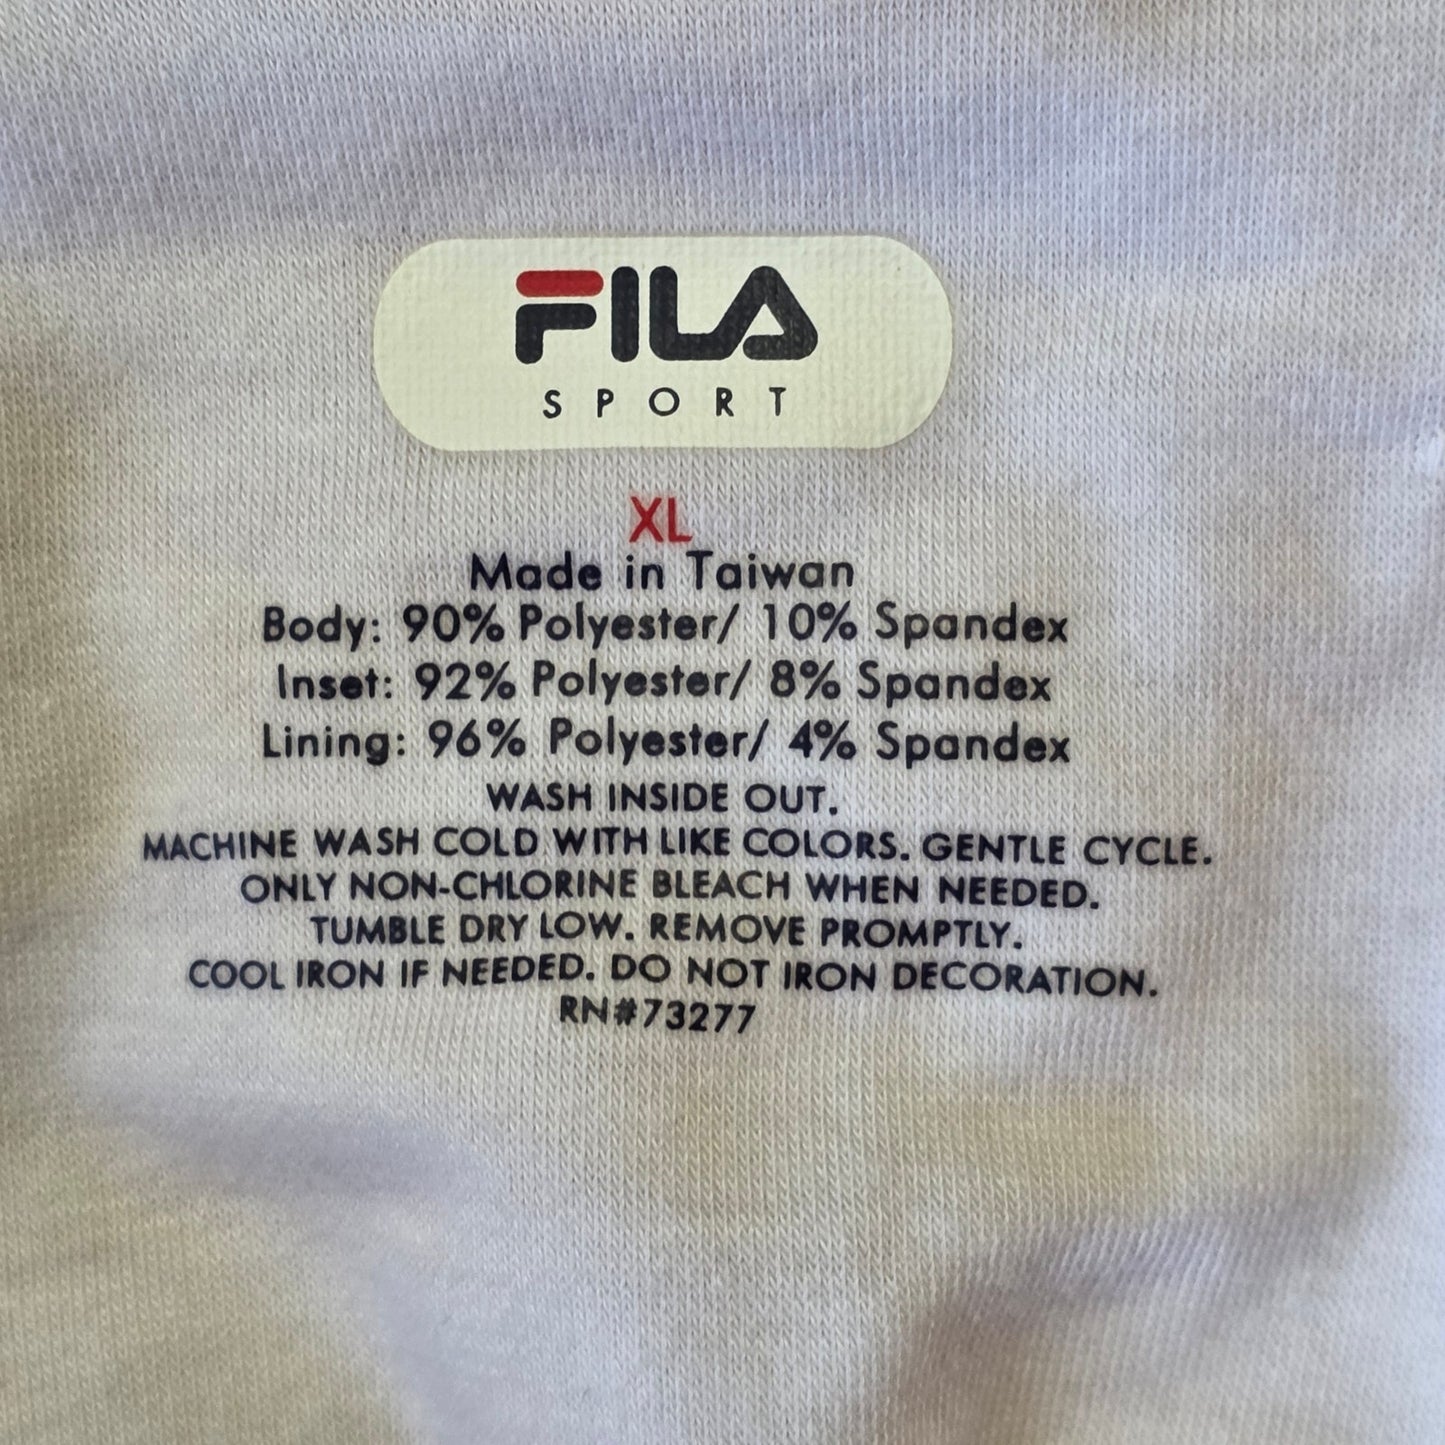 FILA
SPORT
XL
Made in Taiwan
Body: 90% Polyester/ 10% Spandex
Inset: 92% Polyester/ 8% Spandex
Lining: 96% Polyester/ 4% Spandex
WASH INSIDE OUT.
MACHINE WASH COLD WITH LIKE COLORS. GENTLE CYCLE.
ONLY NON-CHLORINE BLEACH WHEN NEEDED.
TUMBLE DRY LOW. REMOVE PROMPTLY.
COOL IRON IF NEEDED. DO NOT IRON DECORATION.
RN#73277